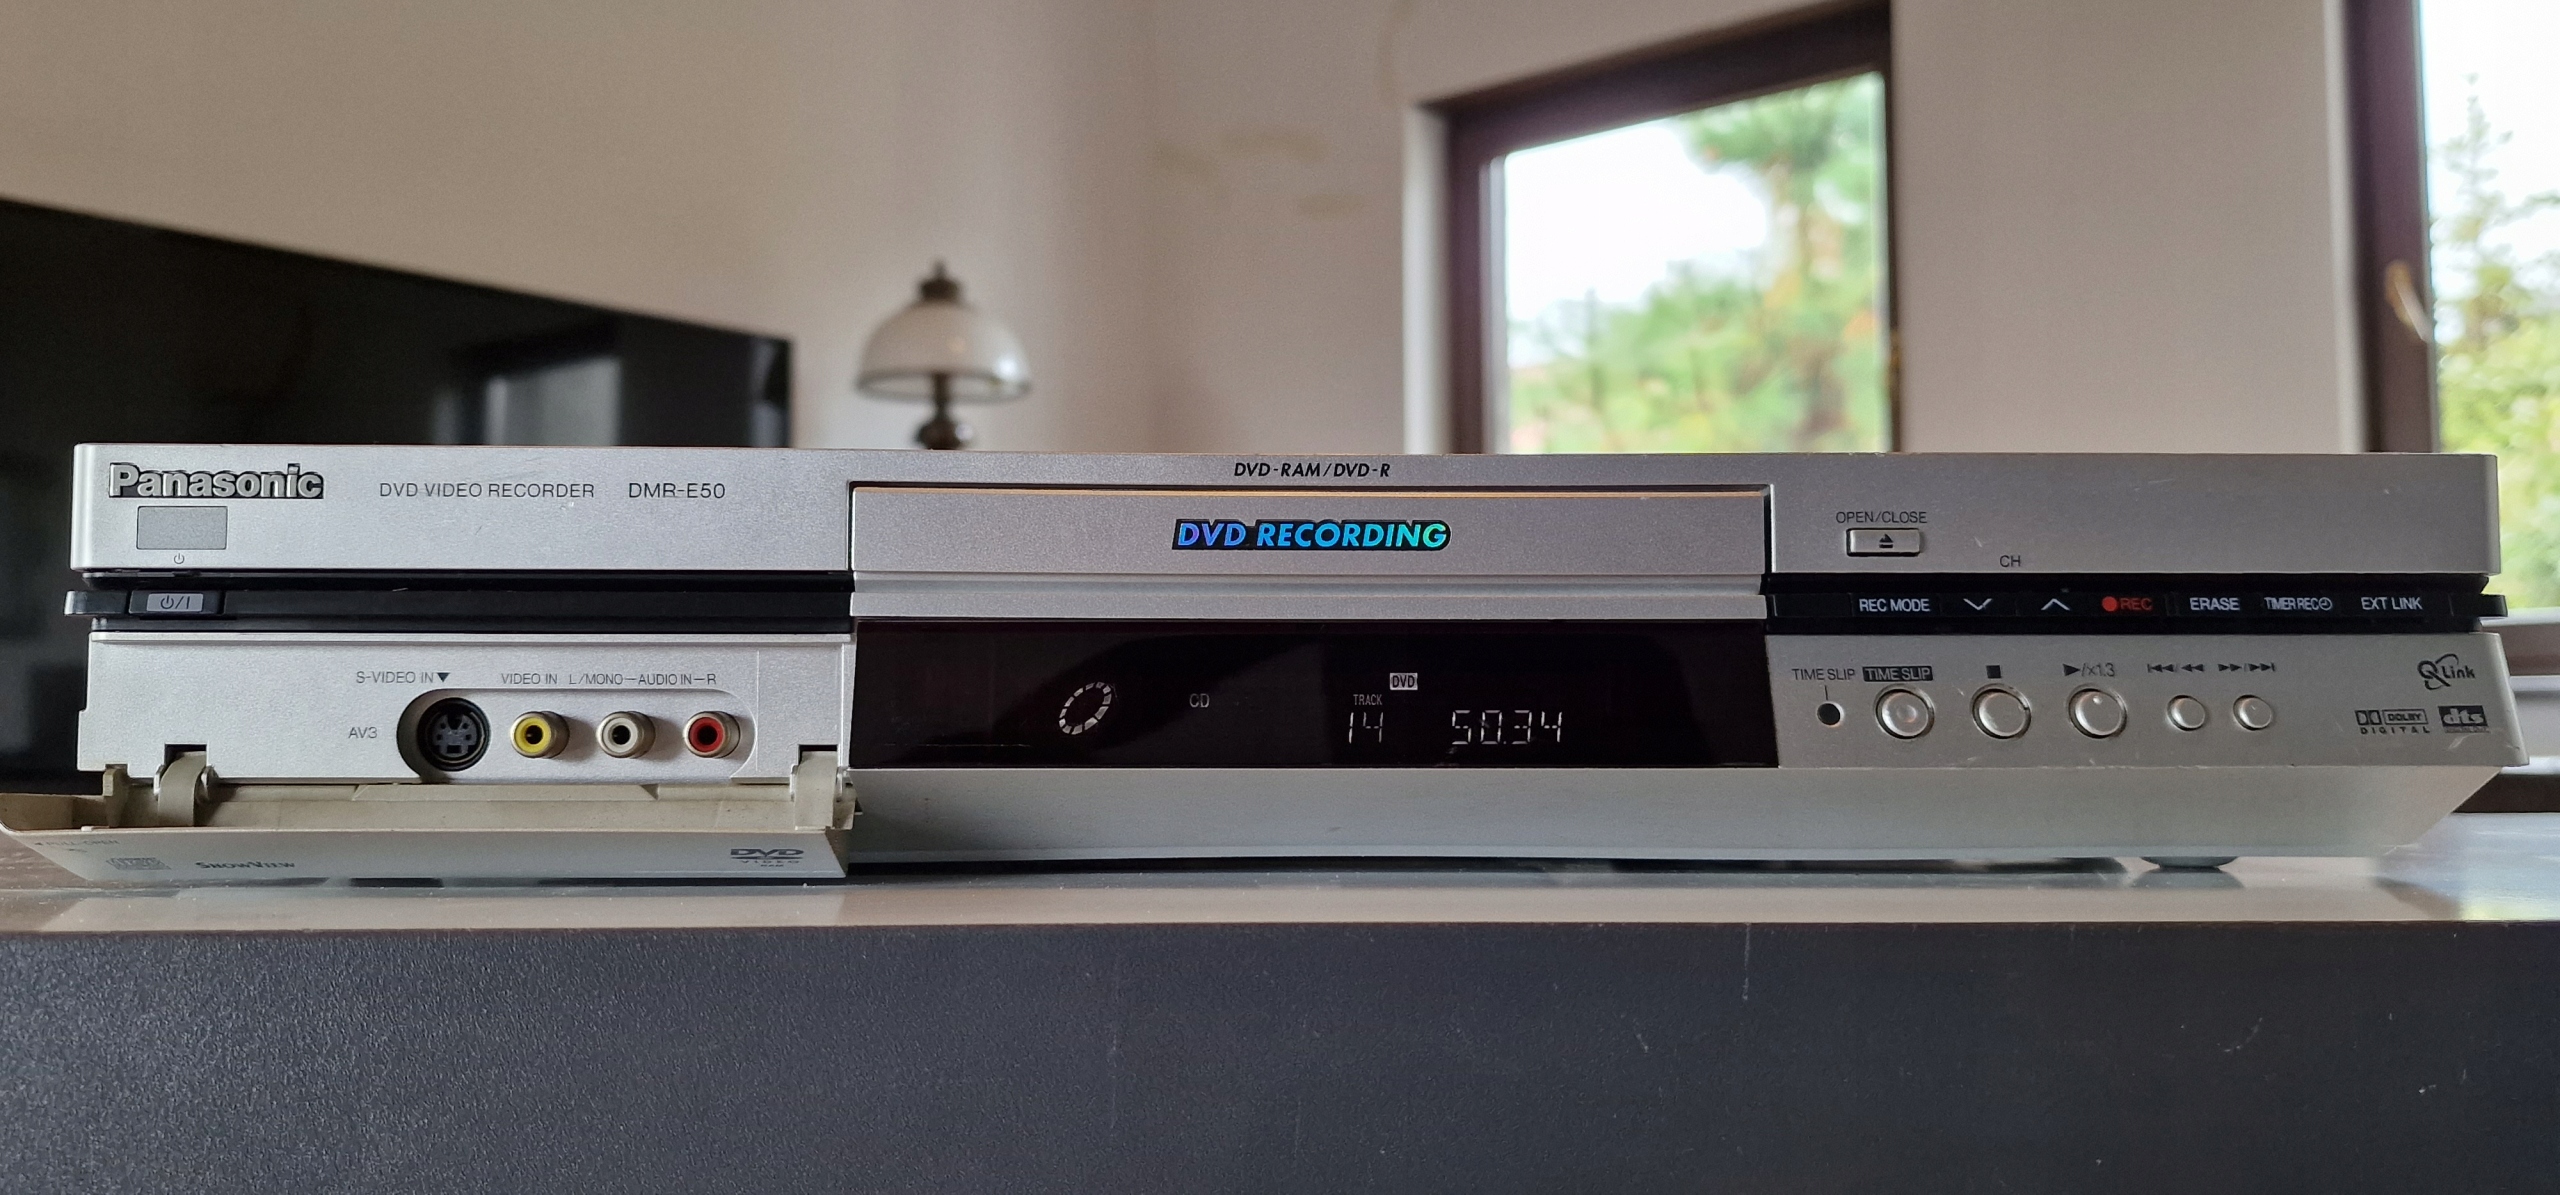 DVD-RAM/DVD-R
Panasonic
DVD VIDEO RECORDER DMR-E50
DVD RECORDING
OPEN/CLOSE
CH
⏻/I
REC MODE
REC
ERASE
TIMER REC
EXT LINK
S-VIDEO IN▼
VIDEO IN L/MONO-AUDIO IN-R
AV3
CD
DVD
TRACK
14 50.34
TIME SLIP
TIME SLIP
▶/x1.3
Q Link
DOLBY
DIGITAL
dts
SHOWVIEW
DVD
VIDEO
RAM